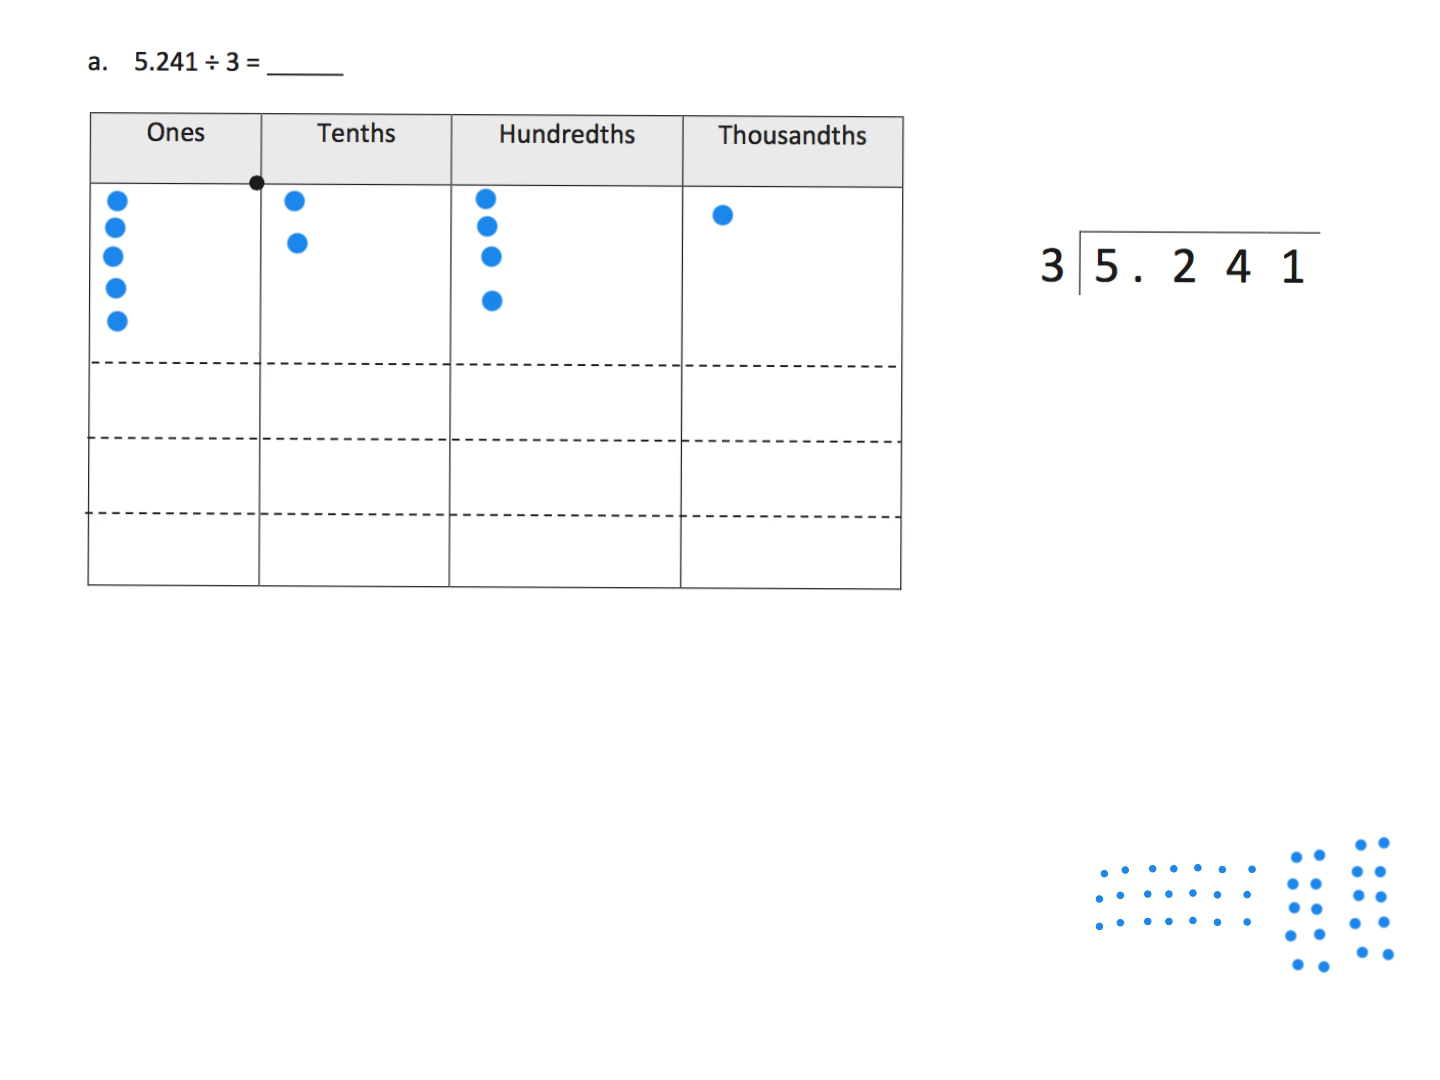 a. 5.241 ÷ 3 = ______
Ones Tenths Hundredths Thousandths
3 5. 2 4 1